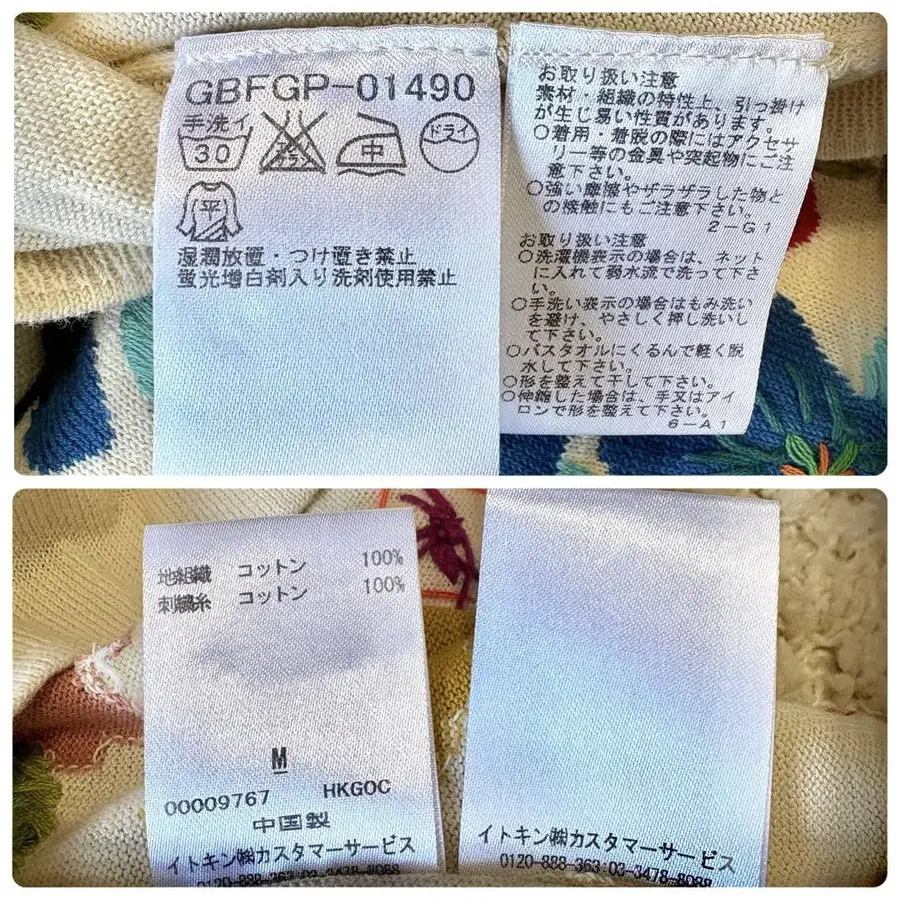 GBFGP-01490
手洗イ
30
エンソ
サラシ
中
ドライ
平
湿潤放置・つけ置き禁止
蛍光増白剤入り洗剤使用禁止
お取り扱い注意
素材・組織の特性上、引っ掛け
が生じ易い性質があります。
○着用・着脱の際にはアクセサ
リー等の金具や突起物にご注
意下さい。
○強い摩擦やザラザラした物と
の接触にもご注意下さい。
2-G1
お取り扱い注意
○洗濯機表示の場合は、ネット
に入れて弱水流で洗って下さ
い。
○手洗い表示の場合はもみ洗い
を避け、やさしく押し洗いし
て下さい。
○バスタオルにくるんで軽く脱
水して下さい。
○形を整えて干して下さい。
○伸縮した場合は、手又はアイ
ロンで形を整えて下さい。
6-A1
地組織 コットン 100%
刺繍糸 コットン 100%
M
00009767 HKGOC
中国製
イトキン㈱カスタマーサービス
0120-888-363:03-3478-8088
イトキン㈱カスタマーサービス
0120-888-363:03-3478-8088